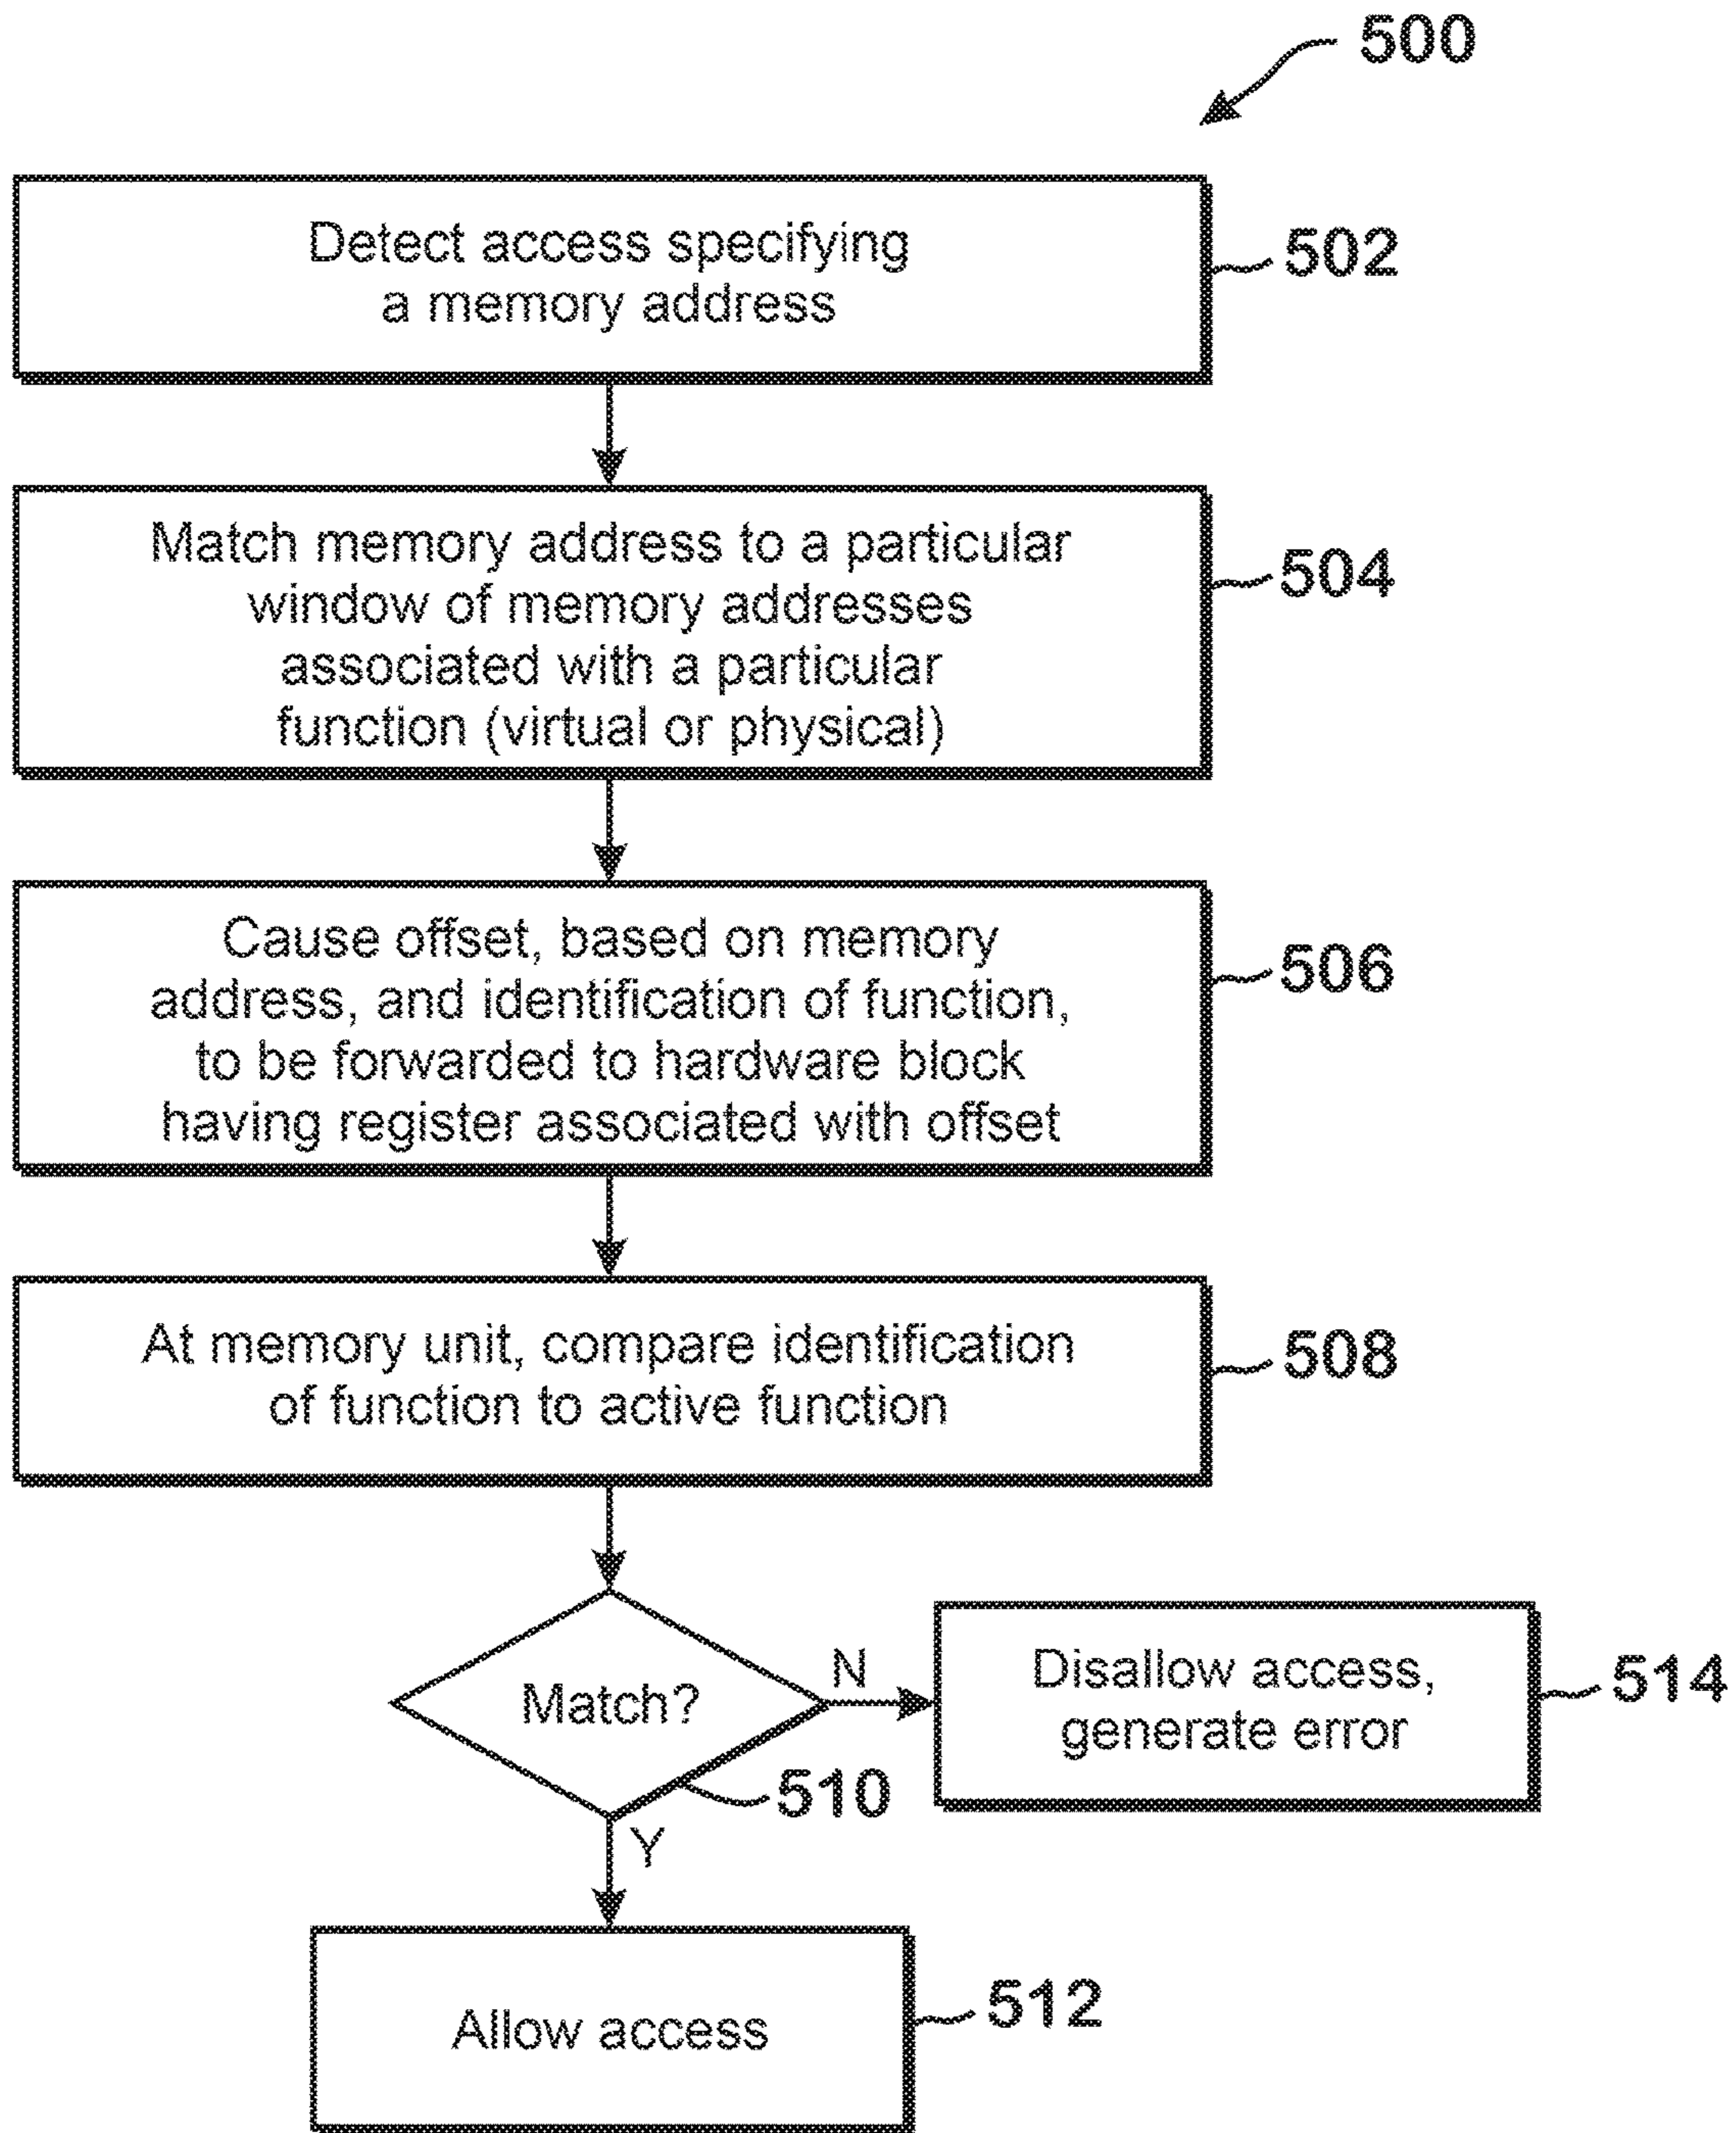 500
Detect access specifying
a memory address
502
Match memory address to a particular
window of memory addresses
associated with a particular
function (virtual or physical)
504
Cause offset, based on memory
address, and identification of function,
to be forwarded to hardware block
having register associated with offset
506
At memory unit, compare identification
of function to active function
508
Match?
N
Disallow access,
generate error
514
510
Y
Allow access
512